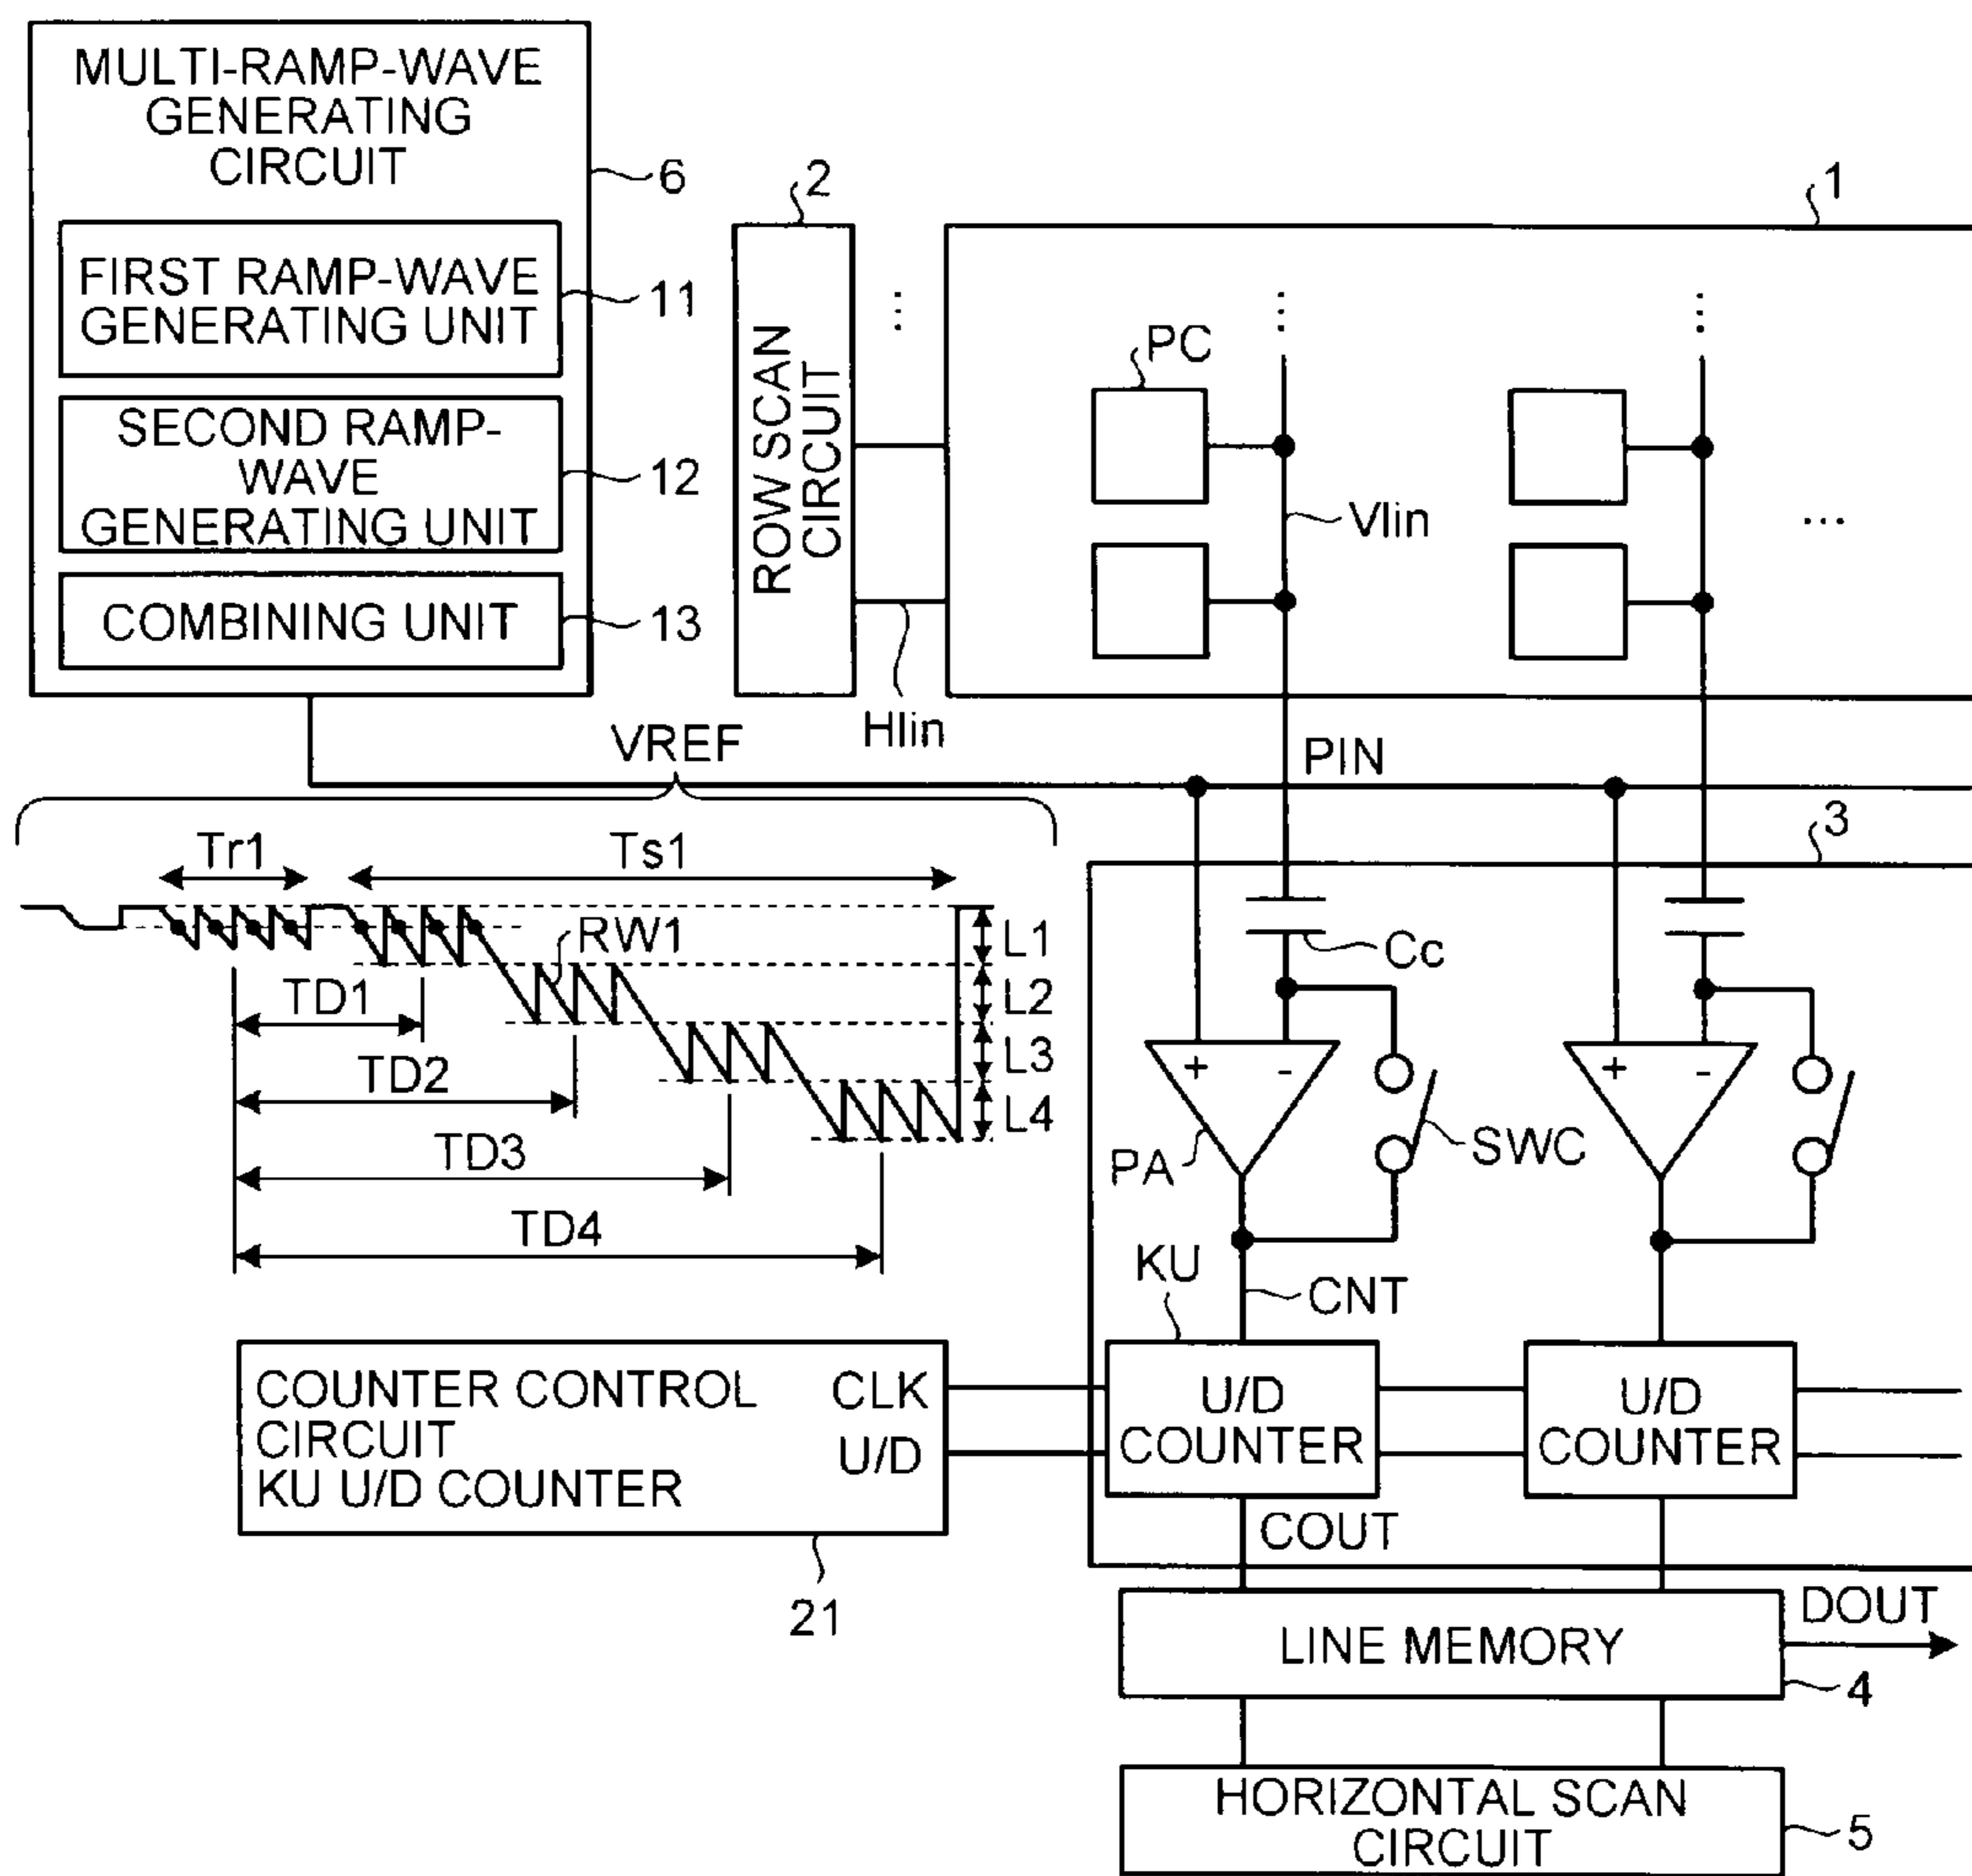 MULTI-RAMP-WAVE
GENERATING
CIRCUIT
6
FIRST RAMP-WAVE
GENERATING UNIT
11
SECOND RAMP-
WAVE
GENERATING UNIT
12
COMBINING UNIT
13
2
ROW SCAN
CIRCUIT
Hlin
1
PC
Vlin
...
...
...
...
VREF
PIN
3
Tr1
Ts1
RW1
L1
L2
L3
L4
TD1
TD2
TD3
TD4
Cc
+ -
+ -
PA
SWC
KU
CNT
COUNTER CONTROL
CIRCUIT
KU U/D COUNTER
CLK
U/D
21
U/D
COUNTER
U/D
COUNTER
COUT
LINE MEMORY
DOUT
4
HORIZONTAL SCAN
CIRCUIT
5